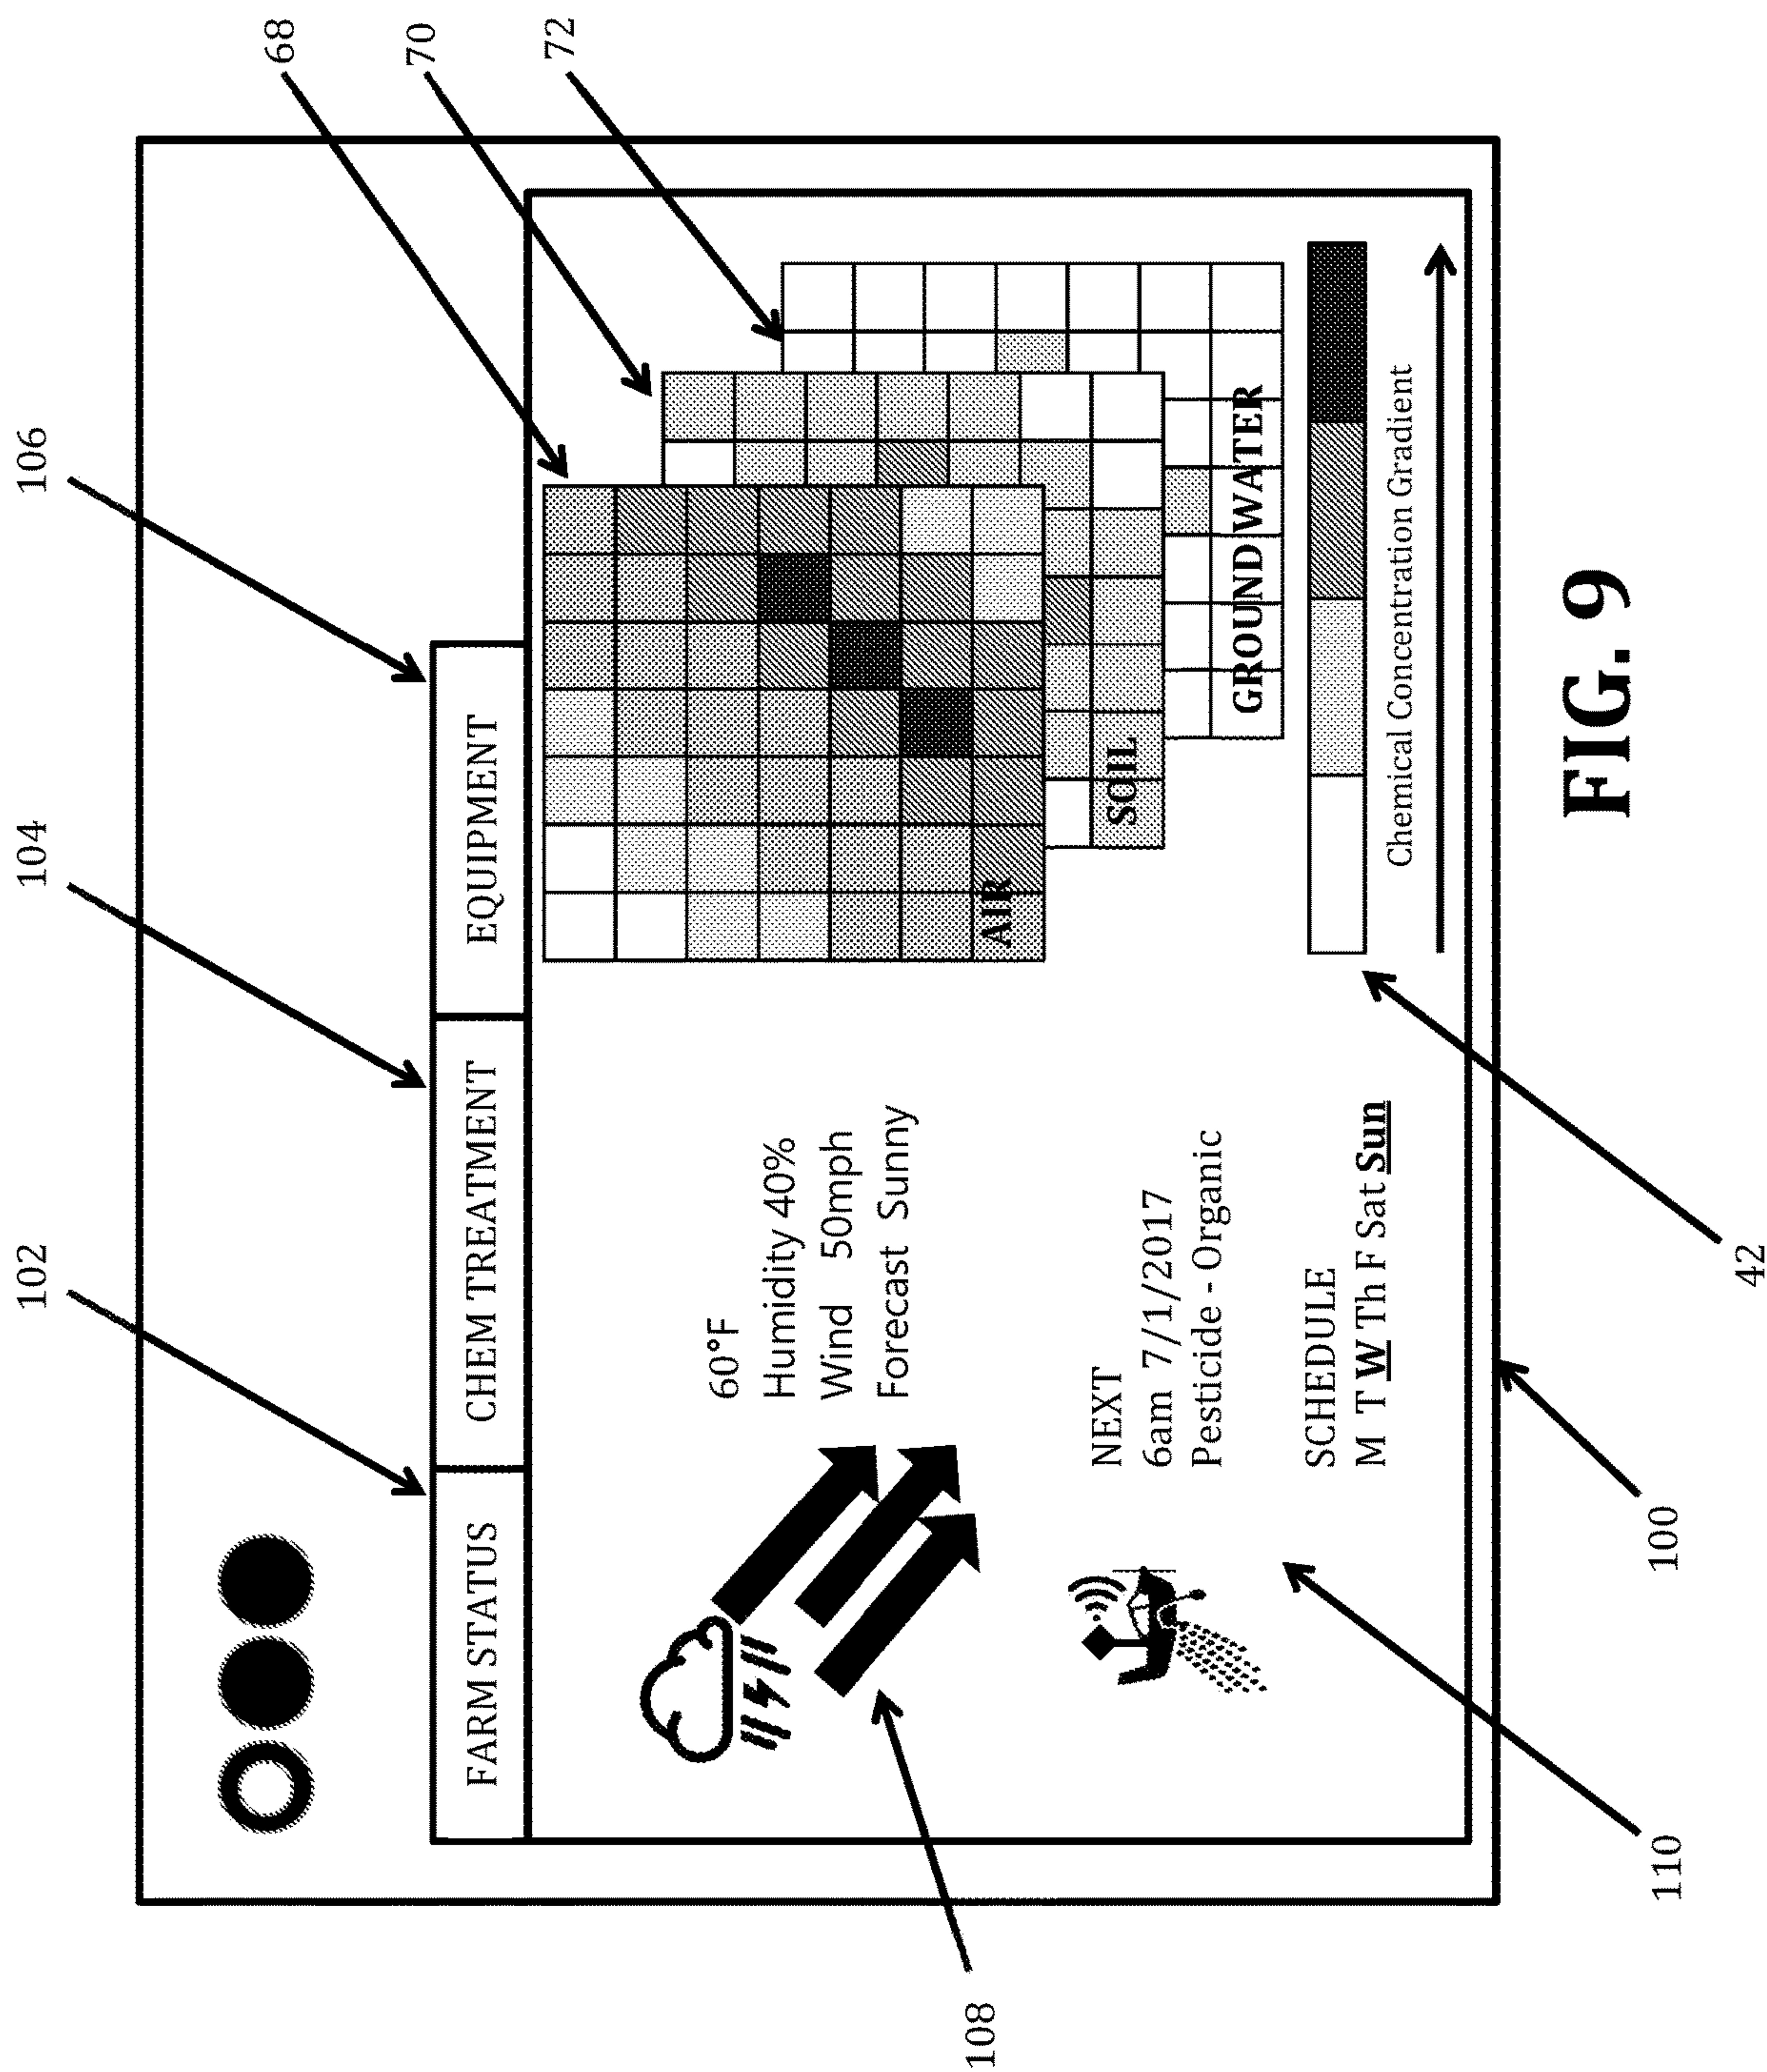 102
104
106
68
70
72
FARM STATUS
CHEM TREATMENT
EQUIPMENT
60°F
Humidity 40%
Wind 50mph
Forecast Sunny
108
AIR
SOIL
GROUND WATER
NEXT
6am 7/1/2017
Pesticide - Organic
SCHEDULE
M T W Th F Sat Sun
Chemical Concentration Gradient
110
100
42
FIG. 9